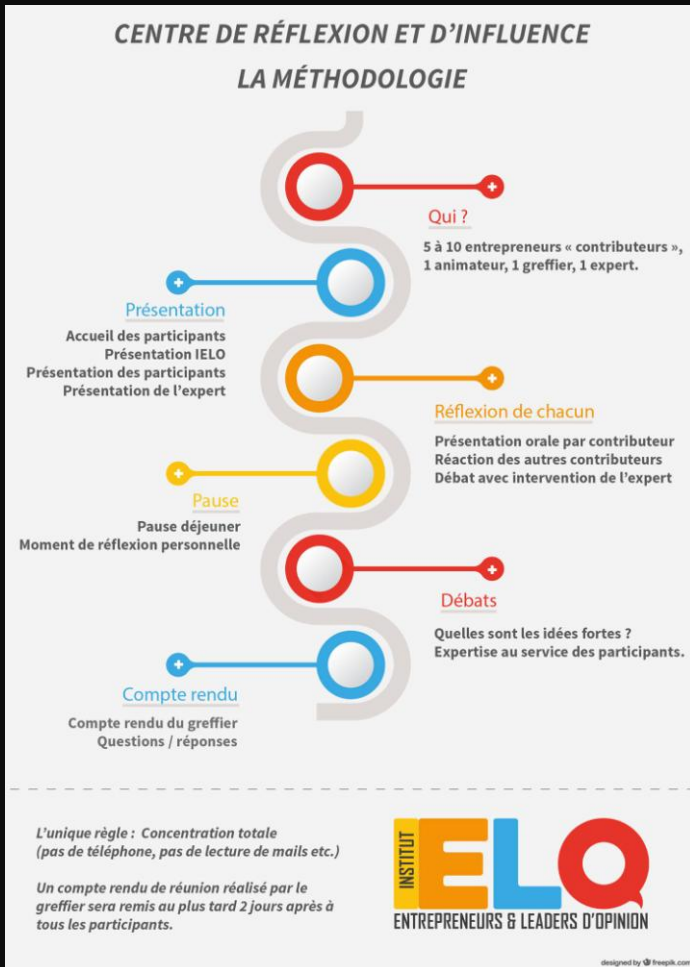 CENTRE DE RÉFLEXION ET D'INFLUENCE
LA MÉTHODOLOGIE
Qui ?
5 à 10 entrepreneurs « contributeurs »,
1 animateur, 1 greffier, 1 expert.
Présentation
Accueil des participants
Présentation IELO
Présentation des participants
Présentation de l'expert
Réflexion de chacun
Présentation orale par contributeur
Réaction des autres contributeurs
Débat avec intervention de l'expert
Pause
Pause déjeuner
Moment de réflexion personnelle
Débats
Quelles sont les idées fortes ?
Expertise au service des participants.
Compte rendu
Compte rendu du greffier
Questions / réponses
L'unique règle : Concentration totale
(pas de téléphone, pas de lecture de mails etc.)
Un compte rendu de réunion réalisé par le
greffier sera remis au plus tard 2 jours après à
tous les participants.
INSTITUT
IELO
ENTREPRENEURS & LEADERS D'OPINION
designed by freepik.com